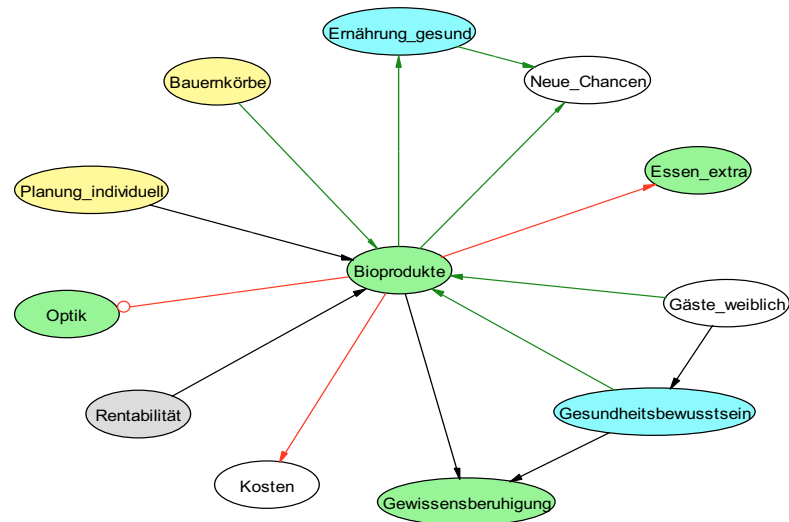 Ernährung_gesund
Neue_Chancen
Bauernkörbe
Essen_extra
Planung_individuell
Bioprodukte
Gäste_weiblich
Optik
Rentabilität
Gesundheitsbewusstsein
Kosten
Gewissensberuhigung